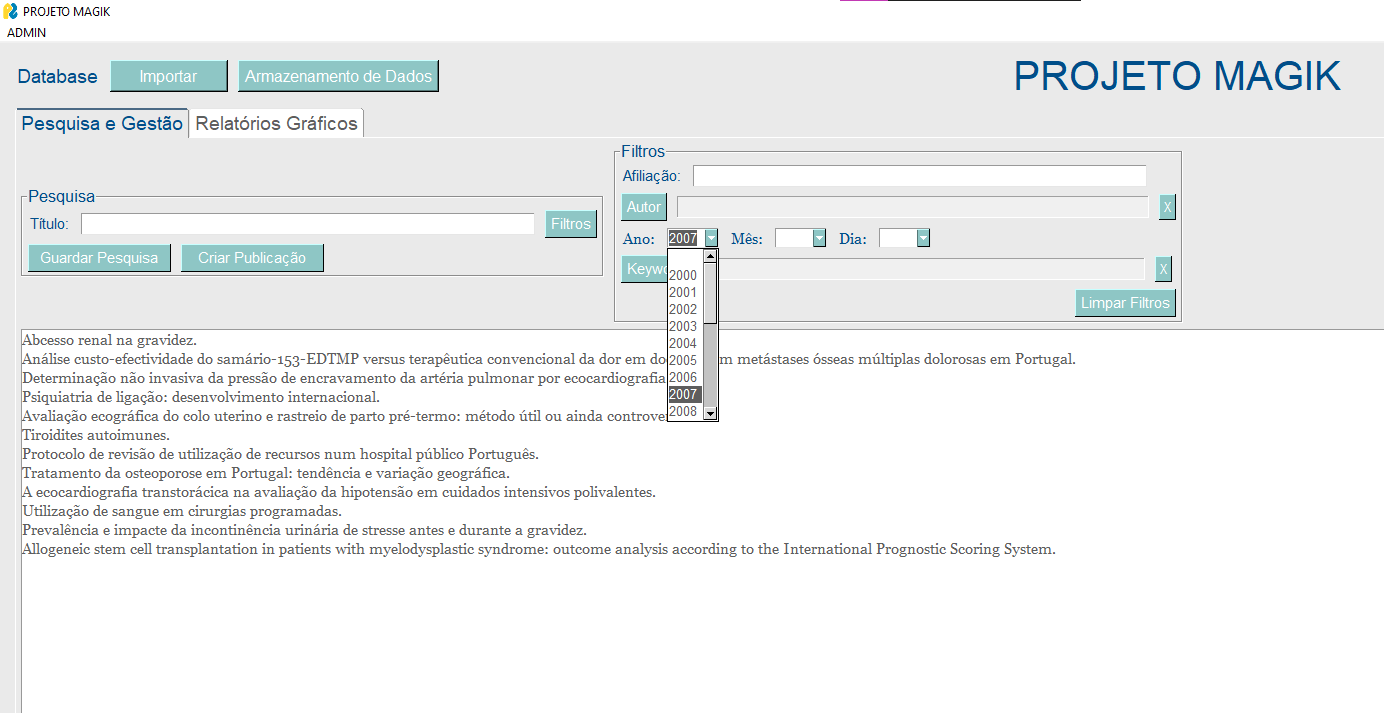 PROJETO MAGIK
ADMIN
Database
Importar
Armazenamento de Dados
PROJETO MAGIK
Pesquisa e Gestão
Relatórios Gráficos
Pesquisa
Título:
Filtros
Guardar Pesquisa
Criar Publicação
Filtros
Afiliação:
Autor
X
Ano:
2007
Mês:
Dia:
X
Limpar Filtros
2000
2001
2002
2003
2004
2005
2006
2007
2008
Abcesso renal na gravidez.
Análise custo-efectividade do samário-153-EDTMP versus terapêutica convencional da dor em metástases ósseas múltiplas dolorosas em Portugal.
Determinação não invasiva da pressão de encravamento da artéria pulmonar por ecocardiografia
Psiquiatria de ligação: desenvolvimento internacional.
Avaliação ecográfica do colo uterino e rastreio de parto pré-termo: método útil ou ainda
Tiroidites autoimunes.
Protocolo de revisão de utilização de recursos num hospital público Português.
Tratamento da osteoporose em Portugal: tendência e variação geográfica.
A ecocardiografia transtorácica na avaliação da hipotensão em cuidados intensivos polivalentes.
Utilização de sangue em cirurgias programadas.
Prevalência e impacte da incontinência urinária de stresse antes e durante a gravidez.
Allogeneic stem cell transplantation in patients with myelodysplastic syndrome: outcome analysis according to the International Prognostic Scoring System.